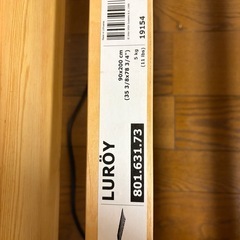 LURÖY
801.631.73
90x200 cm
(35 3/8x78 3/4")
5 kg
(11 lbs)
19154